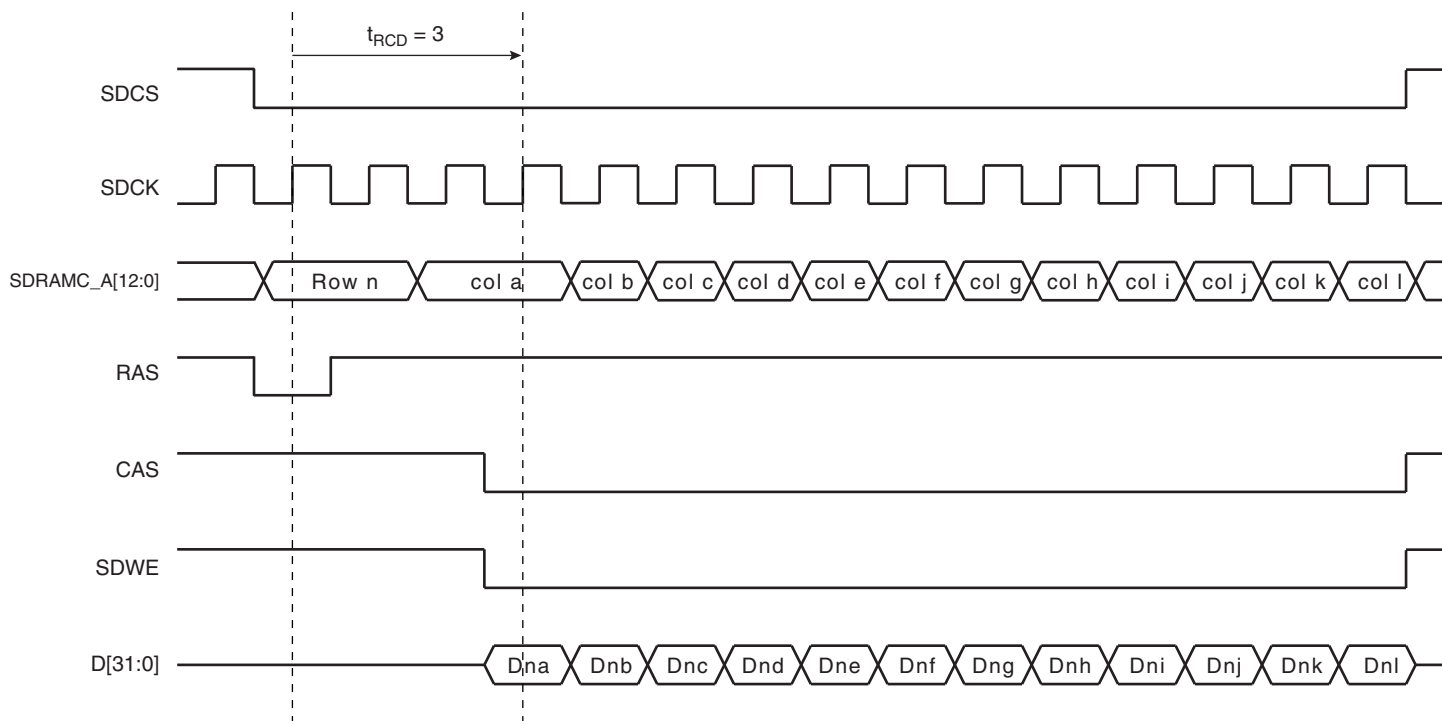 tRCD = 3
SDCS
SDCK
SDRAMC_A[12:0]
Row n col a col b col c col d col e col f col g col h col i col j col k col l
RAS
CAS
SDWE
D[31:0]
Dna Dnb Dnc Dnd Dne Dnf Dng Dnh Dni Dnj Dnk Dnl